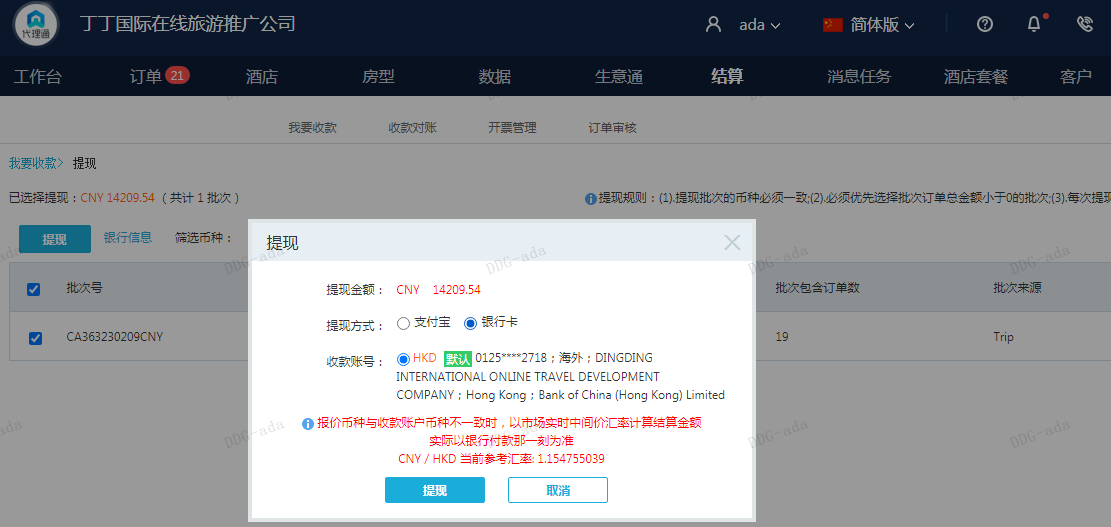 代理通
丁丁国际在线旅游推广公司
ada
简体版
工作台 订单 21 酒店 房型 数据 生意通 结算 消息任务 酒店套餐 客户
我要收款 收款对账 开票管理 订单审核
我要收款> 提现
已选择提现：CNY 14209.54 （ 共计 1 批次 ）
提现规则：(1).提现批次的币种必须一致;(2).必须优先选择批次订单总金额小于0的批次;(3).每次提现
提现 银行信息 筛选币种：
批次号 批次包含订单数 批次来源
CA363230209CNY 19 Trip
提现
提现金额： CNY 14209.54
提现方式： 支付宝 银行卡
收款账号： HKD 默认 0125****2718；海外；DINGDING
INTERNATIONAL ONLINE TRAVEL DEVELOPMENT
COMPANY；Hong Kong；Bank of China (Hong Kong) Limited
报价币种与收款账户币种不一致时，以市场实时中间价汇率计算结算金额
实际以银行付款那一刻为准
CNY / HKD 当前参考汇率: 1.154755039
提现 取消
DDG-ada
DDG-ada
DDG-ada
DDG-ada
DDG-ada
DDG-ada